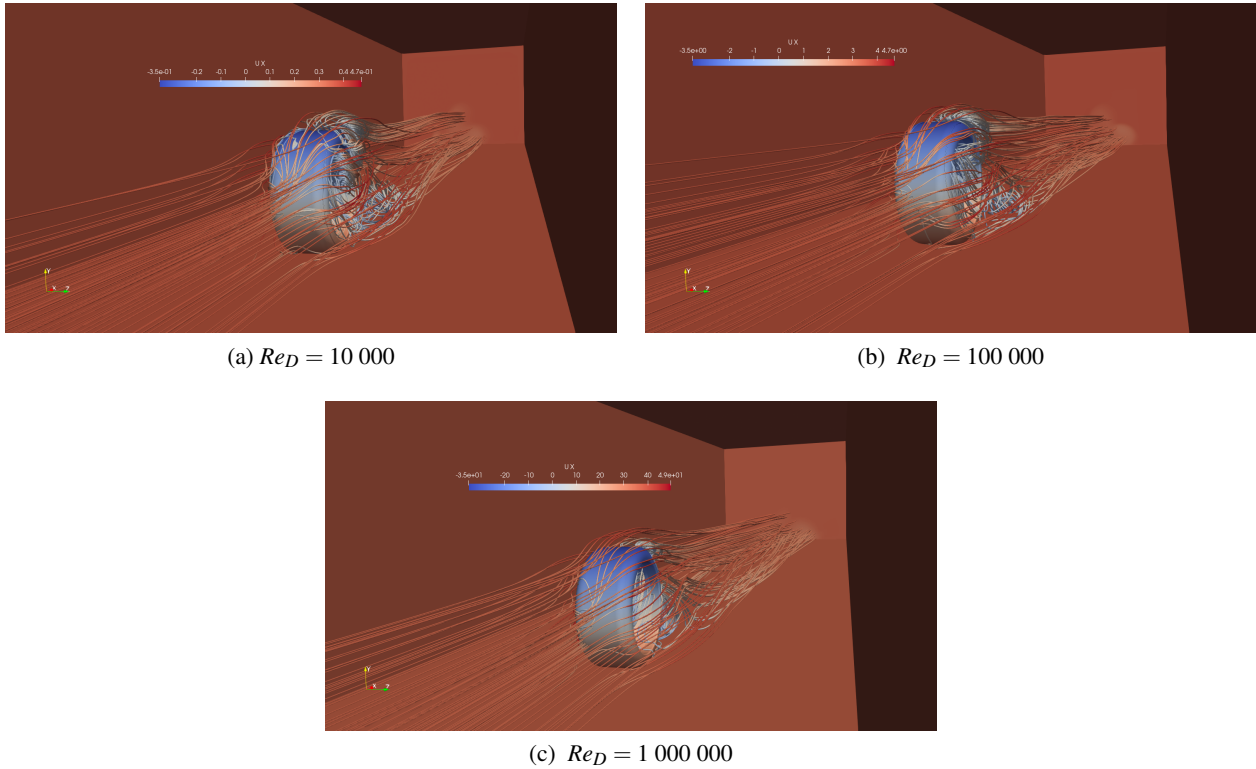 U X
-3.5e-01 -0.2 -0.1 0 0.1 0.2 0.3 0.4 4.7e-01
Y
X Z
(a) Re_D = 10 000
U X
-3.5e+00 -2 -1 0 1 2 3 4 4.7e+00
Y
X Z
(b) Re_D = 100 000
U X
-3.5e+01 -20 -10 0 10 20 30 40 4.9e+01
Y
X Z
(c) Re_D = 1 000 000